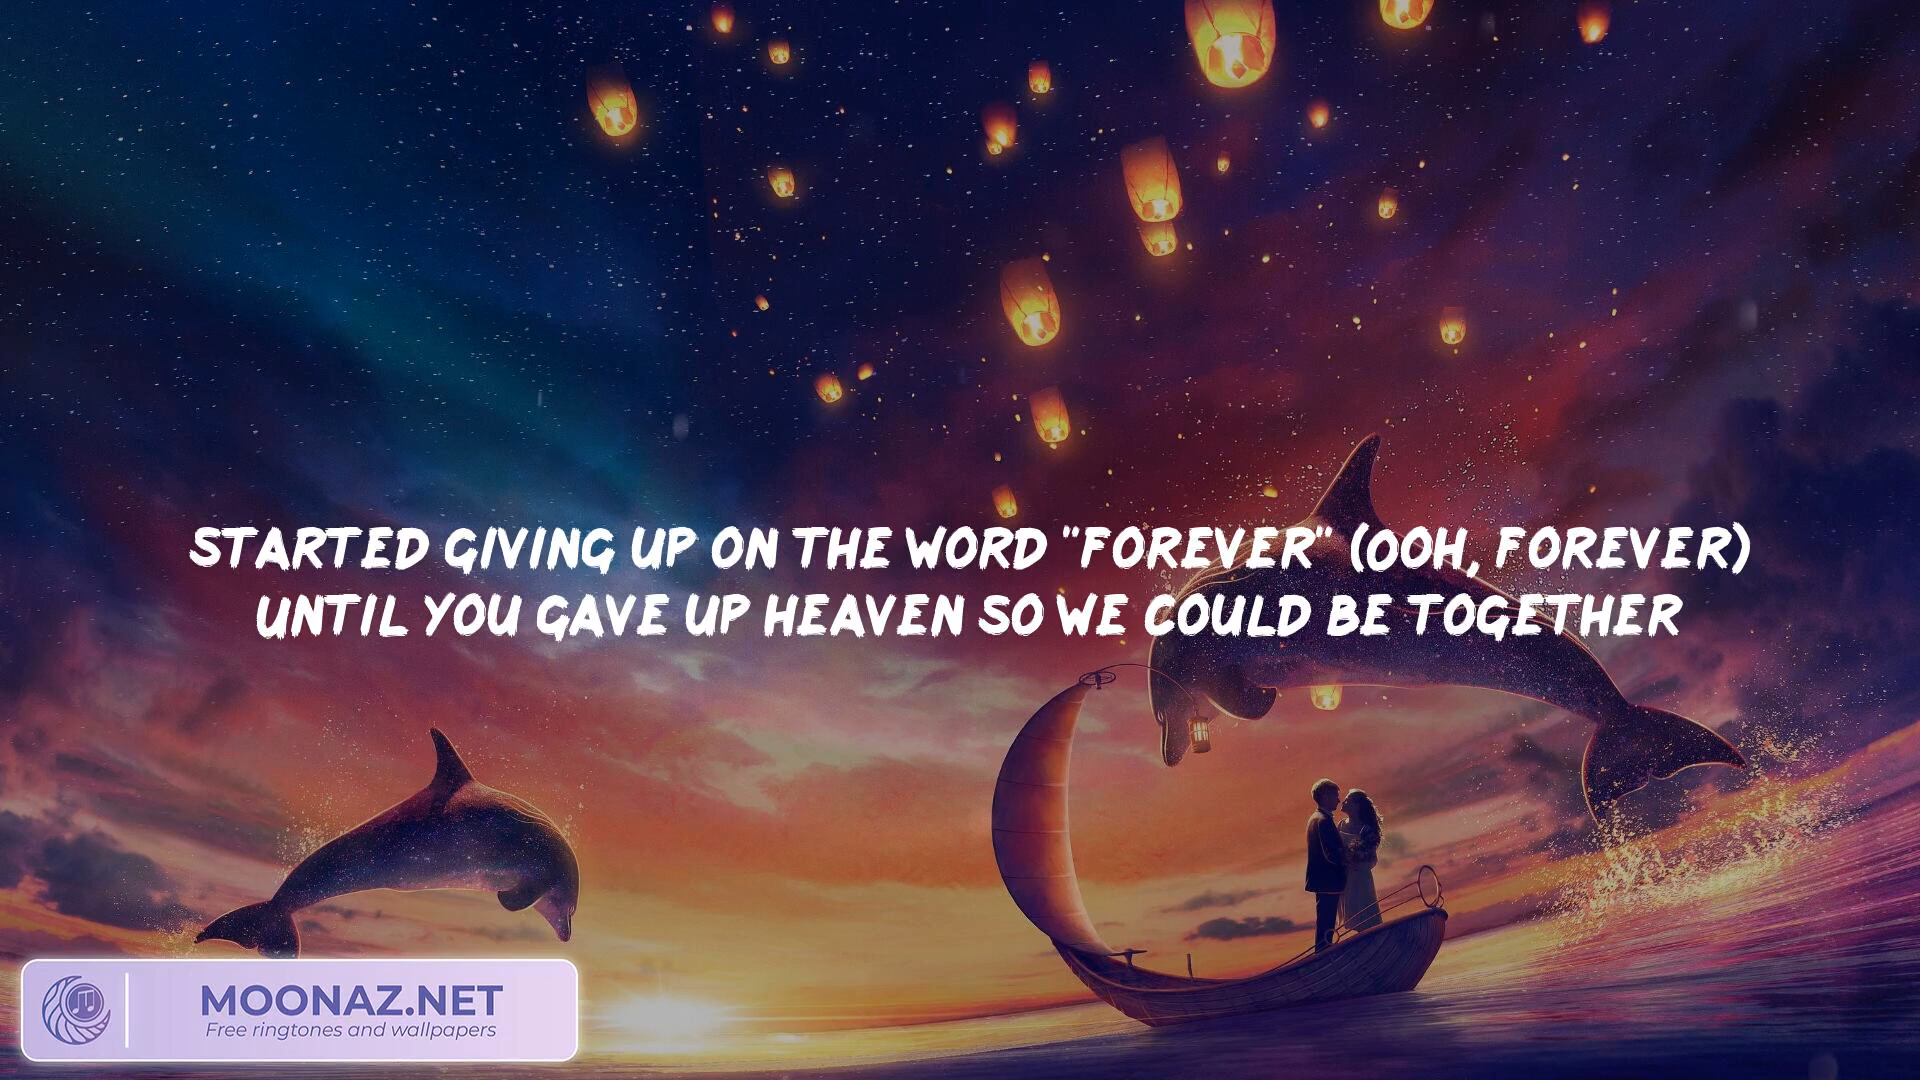 STARTED GIVING UP ON THE WORD "FOREVER" (OOH, FOREVER)
UNTIL YOU GAVE UP HEAVEN SO WE COULD BE TOGETHER
MOONAZ.NET
Free ringtones and wallpapers